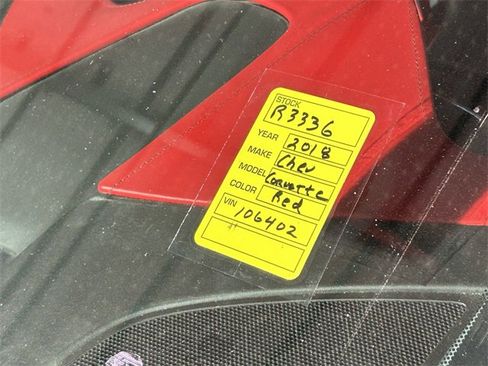 STOCK R3336
YEAR 2018
MAKE Chev
MODEL Corvette
COLOR Red
VIN 106402